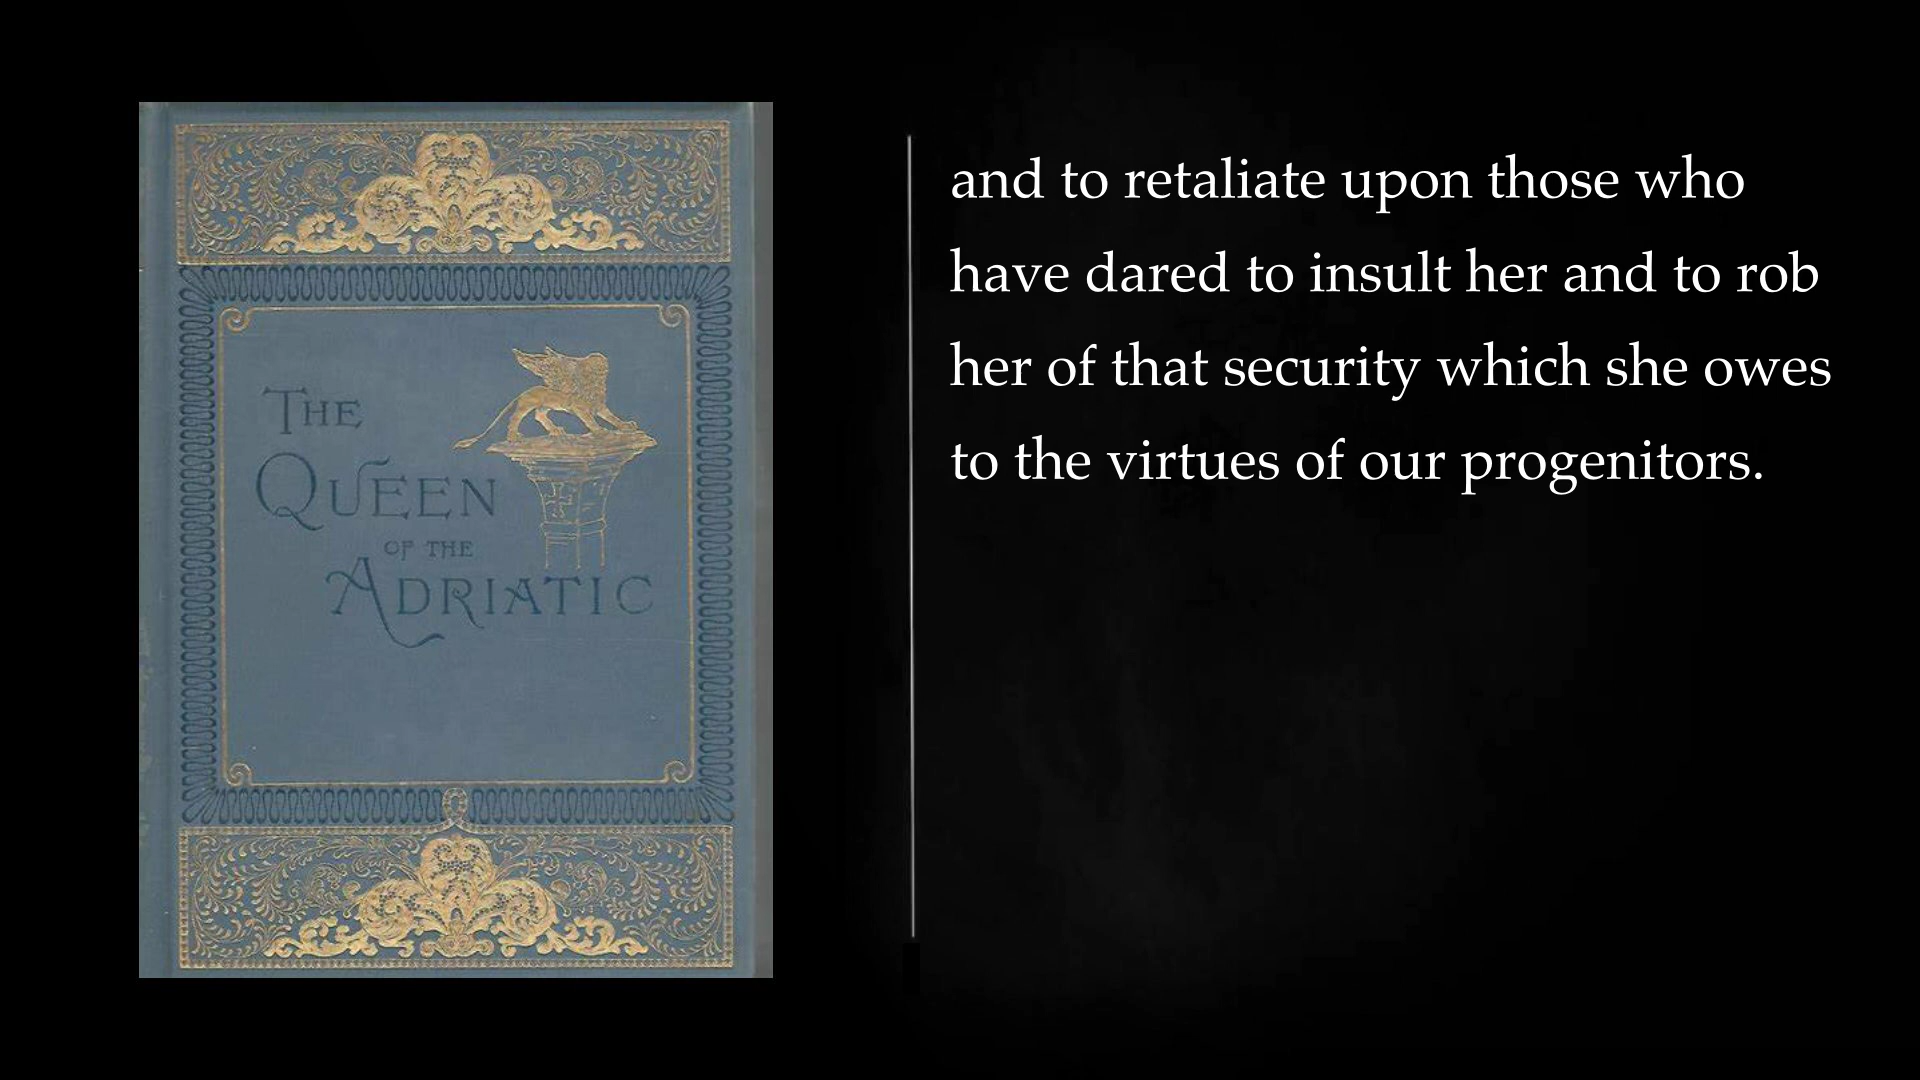 The
Queen
of the
Adriatic
and to retaliate upon those who
have dared to insult her and to rob
her of that security which she owes
to the virtues of our progenitors.